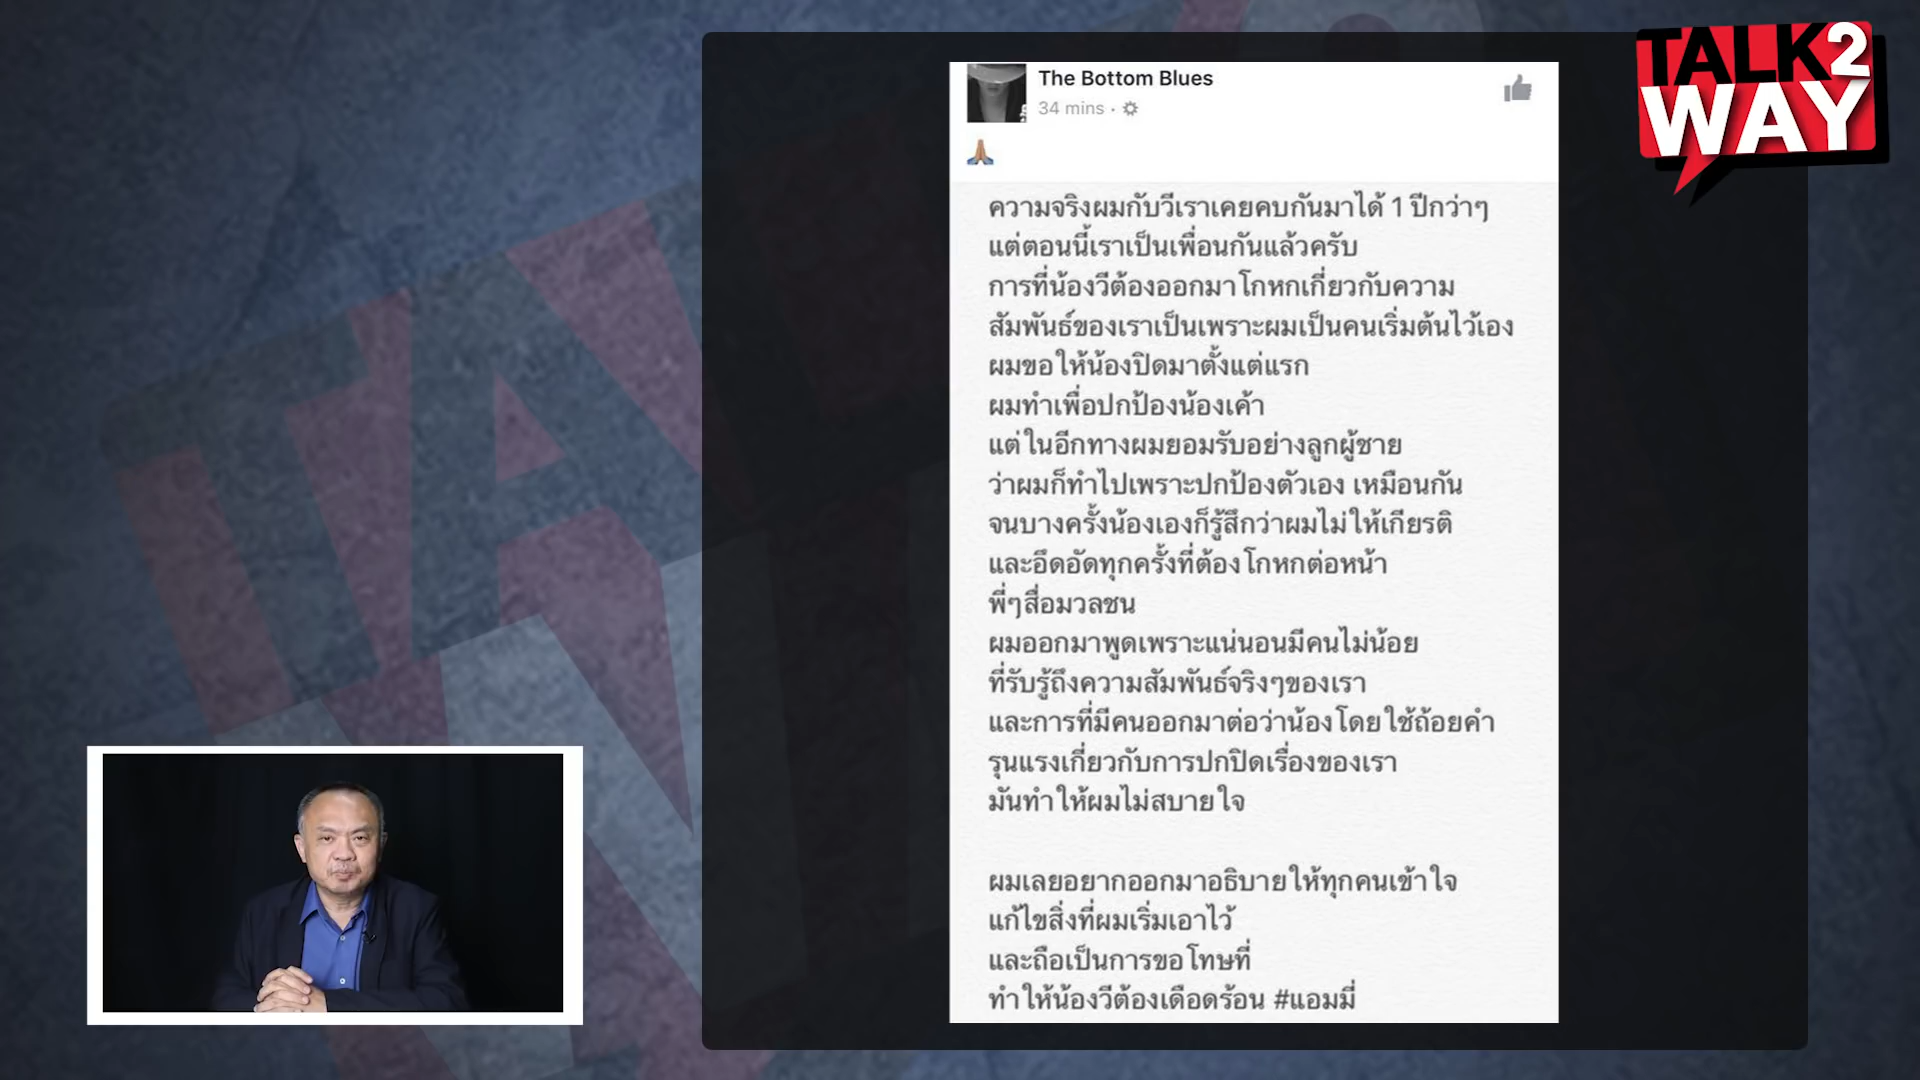 The Bottom Blues
34 mins
ความจริงผมกับวีเราเคยคบกันมาได้ 1 ปีกว่าๆ
แต่ตอนนี้เราเป็นเพื่อนกันแล้วครับ
การที่น้องวีต้องออกมาโกหกเกี่ยวกับความ
สัมพันธ์ของเราเป็นเพราะผมเป็นคนเริ่มต้นไว้เอง
ผมขอให้น้องปิดมาตั้งแต่แรก
ผมทำเพื่อปกป้องน้องเค้า
แต่ในอีกทางผมยอมรับอย่างลูกผู้ชาย
ว่าผมก็ทำไปเพราะปกป้องตัวเอง เหมือนกัน
จนบางครั้งน้องเองก็รู้สึกว่าผมไม่ให้เกียรติ
และอึดอัดทุกครั้งที่ต้องโกหกต่อหน้า
พี่ๆสื่อมวลชน
ผมออกมาพูดเพราะแน่นอนมีคนไม่น้อย
ที่รับรู้ถึงความสัมพันธ์จริงๆของเรา
และการที่มีคนออกมาต่อว่าน้องโดยใช้ถ้อยคำ
รุนแรงเกี่ยวกับการปกปิดเรื่องของเรา
มันทำให้ผมไม่สบายใจ
ผมเลยอยากออกมาอธิบายให้ทุกคนเข้าใจ
แก้ไขสิ่งที่ผมเริ่มเอาไว้
และถือเป็นการขอโทษที่
ทำให้น้องวีต้องเดือดร้อน #แอมมี่
TALK2
WAY